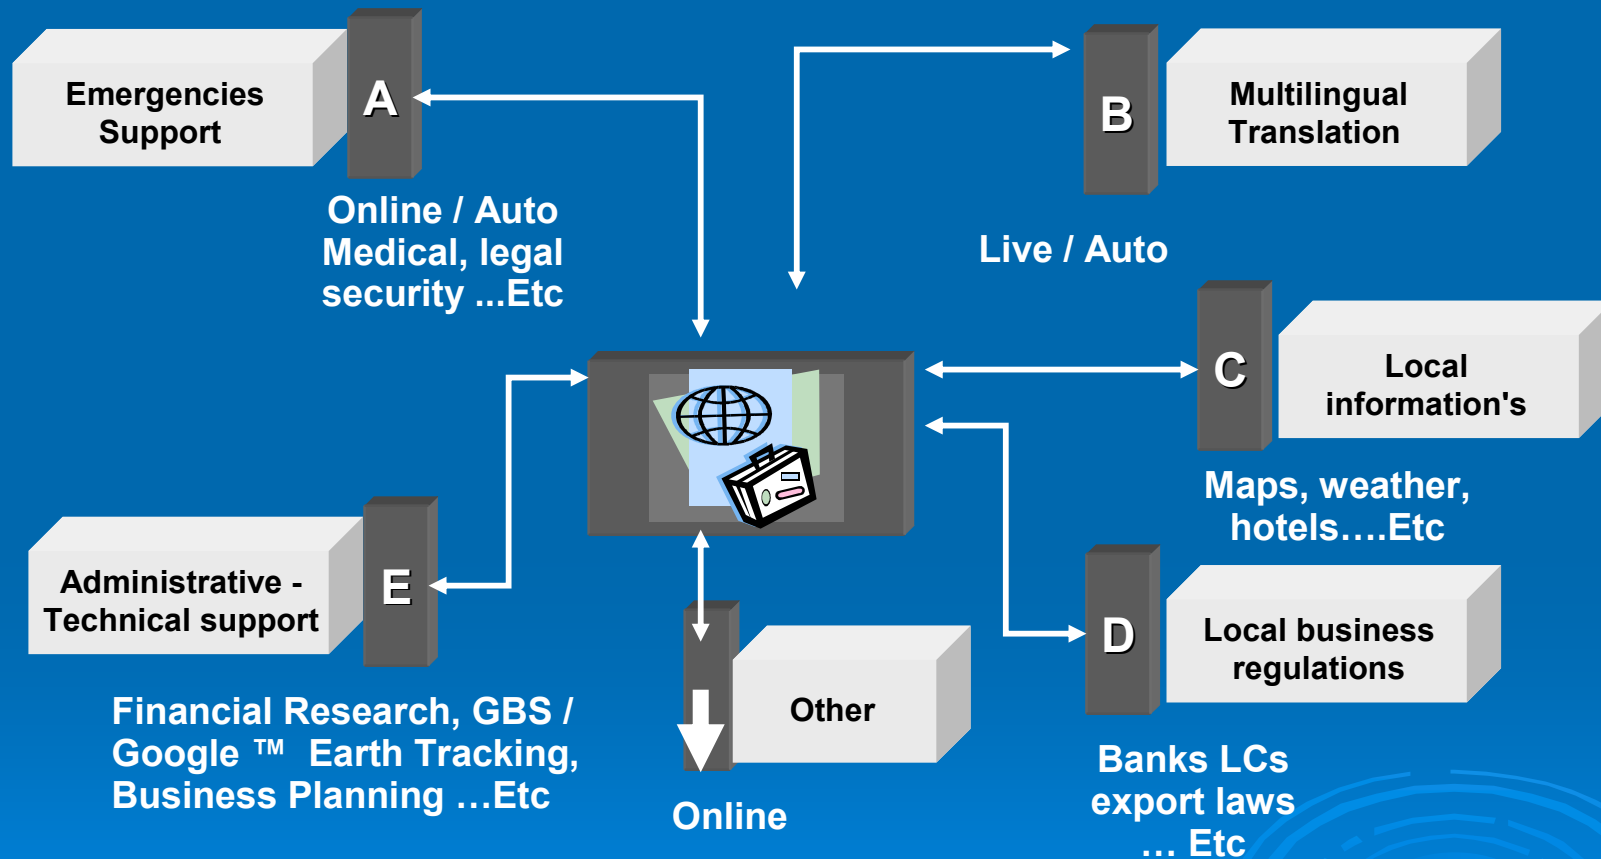 Emergencies
Support
A
Online / Auto
Medical, legal
security ...Etc
B
Multilingual
Translation
Live / Auto
C
Local
information's
Maps, weather,
hotels….Etc
D
Local business
regulations
Banks LCs
export laws
… Etc
Administrative -
Technical support
E
Financial Research, GBS /
Google ™ Earth Tracking,
Business Planning …Etc
Other
Online